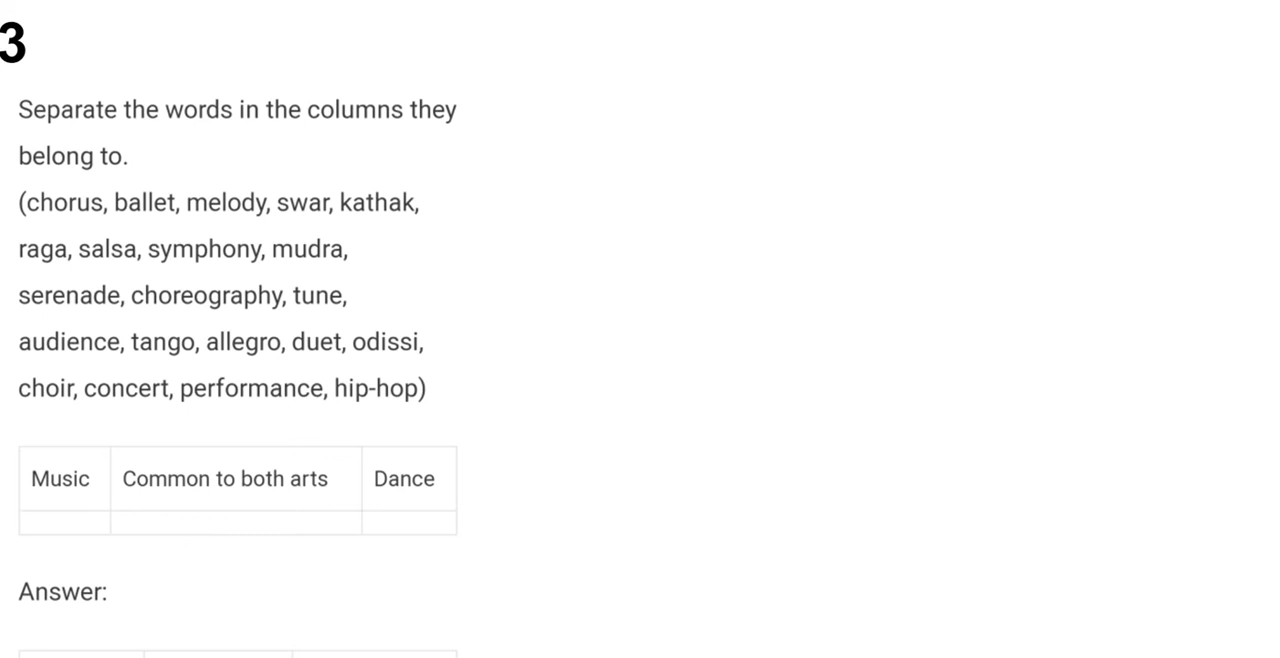 3
Separate the words in the columns they
belong to.
(chorus, ballet, melody, swar, kathak,
raga, salsa, symphony, mudra,
serenade, choreography, tune,
audience, tango, allegro, duet, odissi,
choir, concert, performance, hip-hop)
Music Common to both arts Dance
Answer: